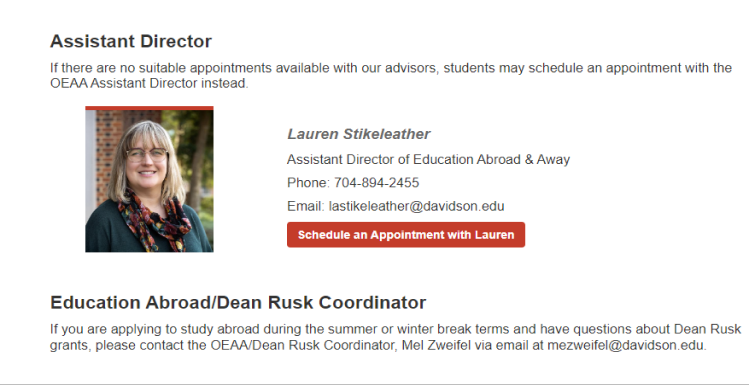 Assistant Director
If there are no suitable appointments available with our advisors, students may schedule an appointment with the
OEAA Assistant Director instead.
Lauren Stikeleather
Assistant Director of Education Abroad & Away
Phone: 704-894-2455
Email: lastikeleather@davidson.edu
Schedule an Appointment with Lauren
Education Abroad/Dean Rusk Coordinator
If you are applying to study abroad during the summer or winter break terms and have questions about Dean Rusk
grants, please contact the OEAA/Dean Rusk Coordinator, Mel Zweifel via email at mezweifel@davidson.edu.